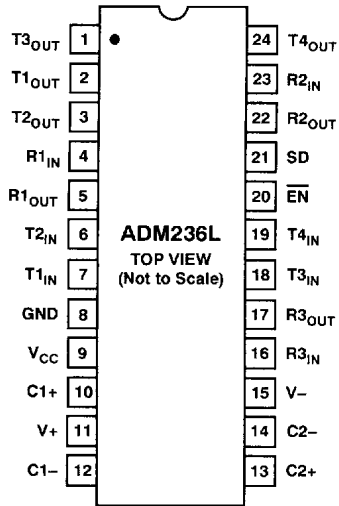 T3OUT 1 24 T4OUT
T1OUT 2 23 R2IN
T2OUT 3 22 R2OUT
R1IN 4 21 SD
R1OUT 5 20 E̅N̅
T2IN 6 ADM236L 19 T4IN
T1IN 7 TOP VIEW 18 T3IN
(Not to Scale)
GND 8 17 R3OUT
VCC 9 16 R3IN
C1+ 10 15 V–
V+ 11 14 C2–
C1– 12 13 C2+